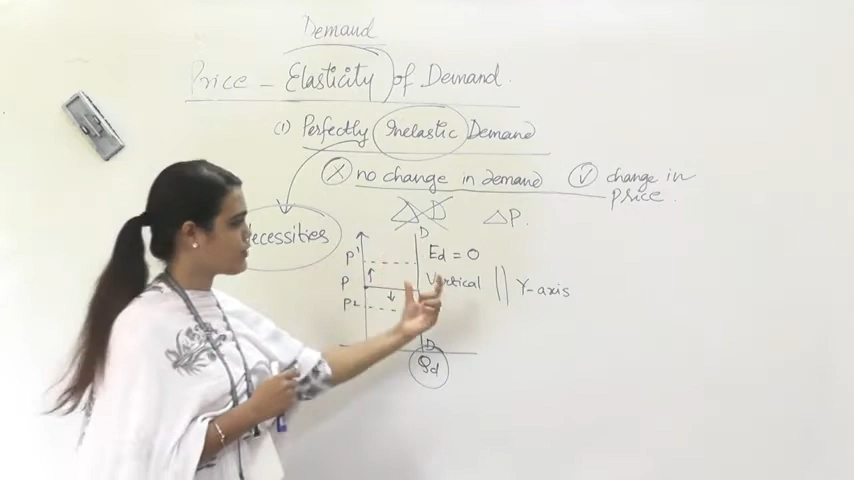 Demand
Price - Elasticity of Demand.
(1) Perfectly Inelastic Demand
X no change in demand √ change in
price.
ΔD ΔP.
ecessities
D
P' Ed = 0
P Vertical || Y-axis
P²
D
Qd